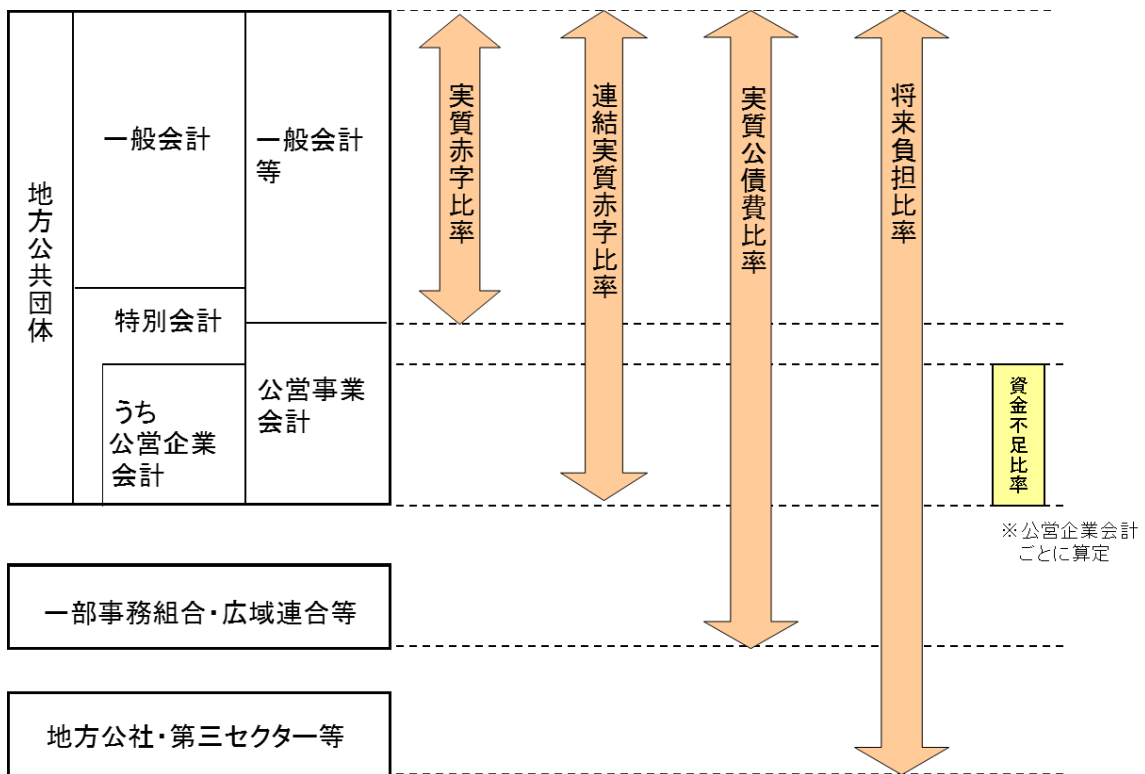 地方公共団体
一般会計
一般会計
等
特別会計
うち
公営企業
会計
公営事業
会計
実質赤字比率
連結実質赤字比率
実質公債費比率
将来負担比率
資金不足比率
※公営企業会計
ごとに算定
一部事務組合・広域連合等
地方公社・第三セクター等